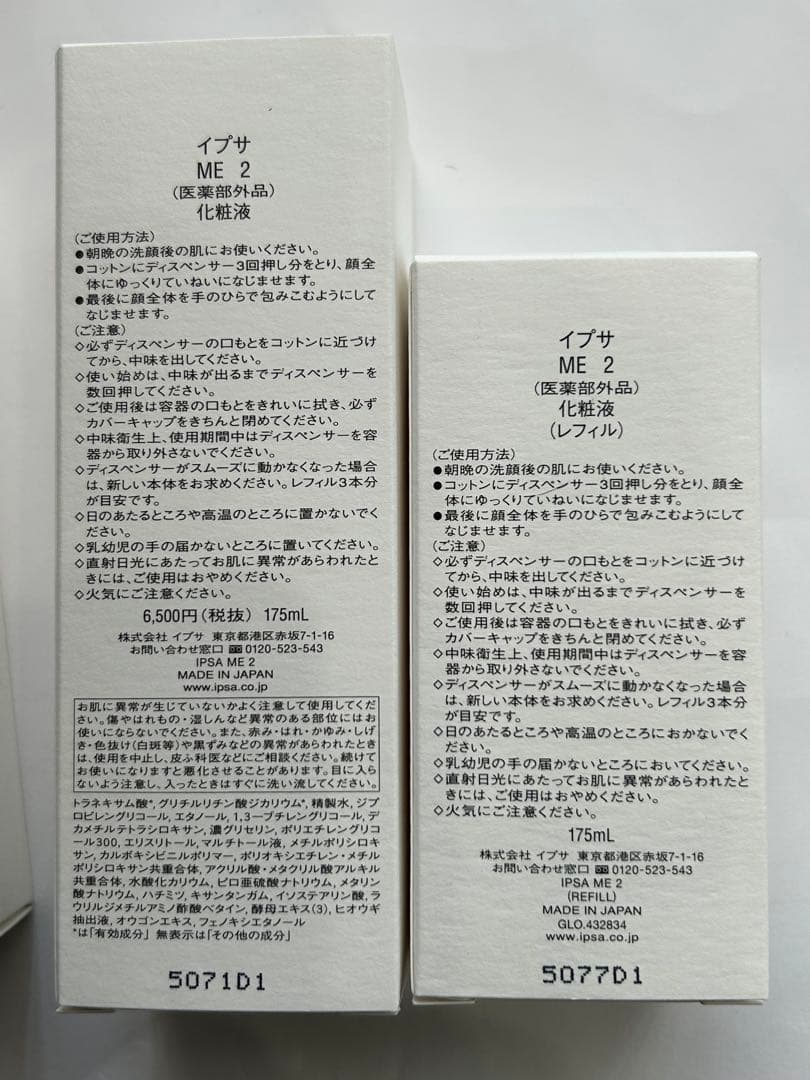 イプサ
ME 2
(医薬部外品)
化粧液
(ご使用方法)
●朝晩の洗顔後の肌にお使いください。
●コットンにディスペンサー3回押し分をとり、顔全
体にゆっくりていねいになじませます。
●最後に顔全体を手のひらで包みこむようにして
なじませます。
(ご注意)
◇必ずディスペンサーの口もとをコットンに近づけ
てから、中味を出してください。
◇使い始めは、中味が出るまでディスペンサーを
数回押してください。
◇ご使用後は容器の口もとをきれいに拭き、必ず
カバーキャップをきちんと閉めてください。
◇中味衛生上、使用期間中はディスペンサーを容
器から取り外さないでください。
◇ディスペンサーがスムーズに動かなくなった場合
は、新しい本体をお求めください。レフィル3本分
が目安です。
◇日のあたるところや高温のところに置かないでく
ださい。
◇乳幼児の手の届かないところに置いてください。
◇直射日光にあたってお肌に異常があらわれたと
きには、ご使用はおやめください。
◇火気にご注意ください。
6,500円(税抜) 175mL
株式会社 イプサ 東京都港区赤坂7-1-16
お問い合わせ窓口 0120-523-543
IPSA ME 2
MADE IN JAPAN
www.ipsa.co.jp
お肌に異常が生じていないかよく注意して使用してくだ
さい。傷やはれもの・湿しんなど異常のある部位にはお
使いにならないでください。また、赤み・はれ・かゆみ・しげ
き・色抜け(白斑等)や黒ずみなどの異常があらわれたとき
は、使用を中止し、皮ふ科医などにご相談ください。続けて
お使いになりますと悪化させることがあります。目に入ら
ないよう注意し、入ったときはすぐに洗い流してください。
トラネキサム酸*, グリチルリチン酸ジカリウム*, 精製水, ジプ
ロピレングリコール, エタノール, 1,3-ブチレングリコール, デ
カメチルテトラシロキサン, 濃グリセリン, ポリエチレングリコ
ール300, エリスリトール, マルチトール液, メチルポリシロキ
サン, カルボキシビニルポリマー, ポリオキシエチレン・メチル
ポリシロキサン共重合体, アクリル酸・メタクリル酸アルキル
共重合体, 水酸化カリウム, ピロ亜硫酸ナトリウム, メタリン
酸ナトリウム, ハチミツ, キサンタンガム, イソステアリン酸, ラ
ウリルジメチルアミノ酢酸ベタイン, 酵母エキス(3), ヒオウギ
抽出液, オウゴンエキス, フェノキシエタノール
*は「有効成分」 無表示は「その他の成分」
5071D1
イプサ
ME 2
(医薬部外品)
化粧液
(レフィル)
(ご使用方法)
●朝晩の洗顔後の肌にお使いください。
●コットンにディスペンサー3回押し分をとり、顔全
体にゆっくりていねいになじませます。
●最後に顔全体を手のひらで包みこむようにして
なじませます。
(ご注意)
◇必ずディスペンサーの口もとをコットンに近づけ
てから、中味を出してください。
◇使い始めは、中味が出るまでディスペンサーを
数回押してください。
◇ご使用後は容器の口もとをきれいに拭き、必ず
カバーキャップをきちんと閉めてください。
◇中味衛生上、使用期間中はディスペンサーを容
器から取り外さないでください。
◇ディスペンサーがスムーズに動かなくなった場合
は、新しい本体をお求めください。レフィル3本分
が目安です。
◇日のあたるところや高温のところにおかないでく
ださい。
◇乳幼児の手の届かないところにおいてください。
◇直射日光にあたってお肌に異常があらわれたと
きには、ご使用はおやめください。
◇火気にご注意ください。
175mL
株式会社 イプサ 東京都港区赤坂7-1-16
お問い合わせ窓口 0120-523-543
IPSA ME 2
(REFILL)
MADE IN JAPAN
GLO.432834
www.ipsa.co.jp
5077D1